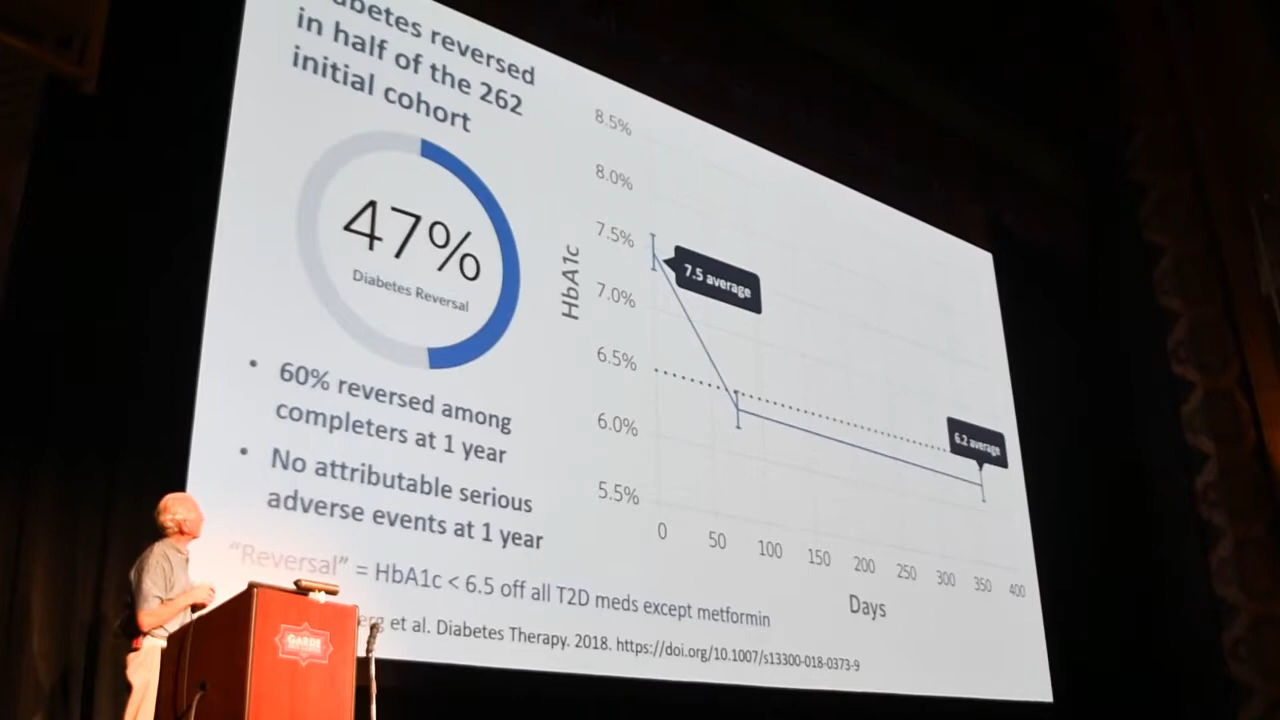 reversed
in half of the 262
initial cohort
47%
Diabetes Reversal
• 60% reversed among
completers at 1 year
• No attributable serious
adverse events at 1 year
"Reversal" = HbA1c < 6.5 off all T2D meds except metformin
et al. Diabetes Therapy. 2018. https://doi.org/10.1007/s13300-018-0373-9
HbA1c
8.5%
8.0%
7.5%
7.0%
6.5%
6.0%
5.5%
7.5 average
6.2 average
0 50 100 150 200 250 300 350 400
Days
GARDE